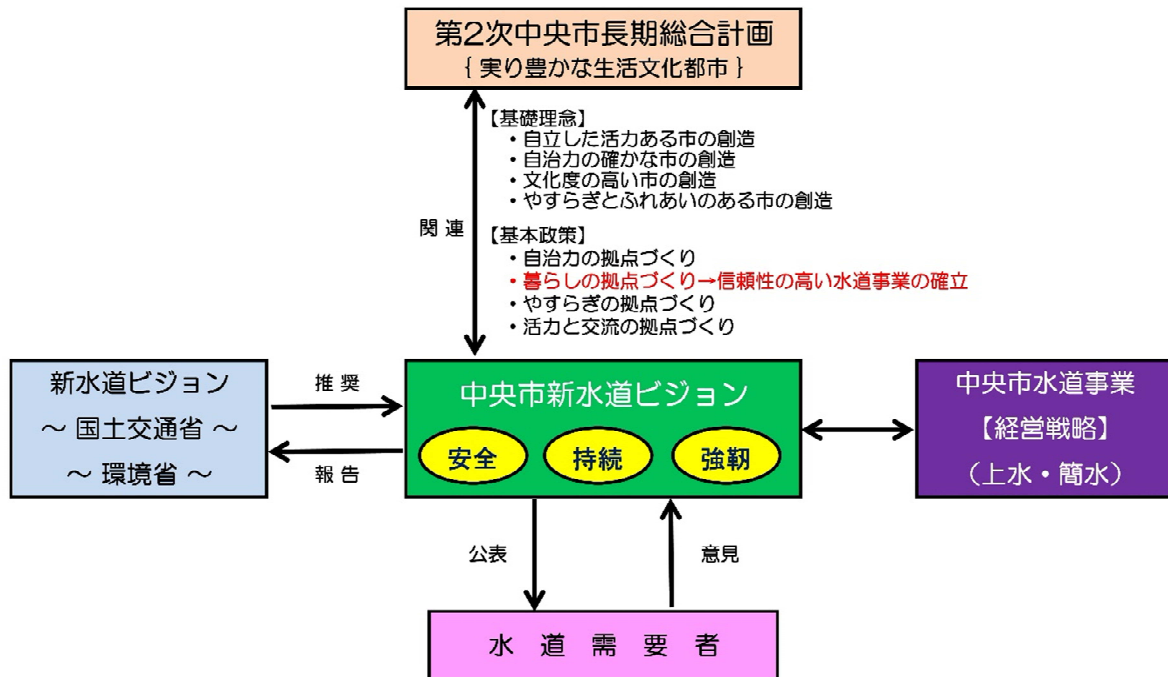 第2次中央市長期総合計画
{ 実り豊かな生活文化都市 }
【基礎理念】
・自立した活力ある市の創造
・自治力の確かな市の創造
・文化度の高い市の創造
・やすらぎとふれあいのある市の創造
関 連
【基本政策】
・自治力の拠点づくり
・暮らしの拠点づくり→信頼性の高い水道事業の確立
・やすらぎの拠点づくり
・活力と交流の拠点づくり
新水道ビジョン
～ 国土交通省 ～
～ 環境省 ～
推 奨
報 告
中央市新水道ビジョン
安全
持続
強靭
中央市水道事業
【経営戦略】
（上水・簡水）
公表
意見
水 道 需 要 者